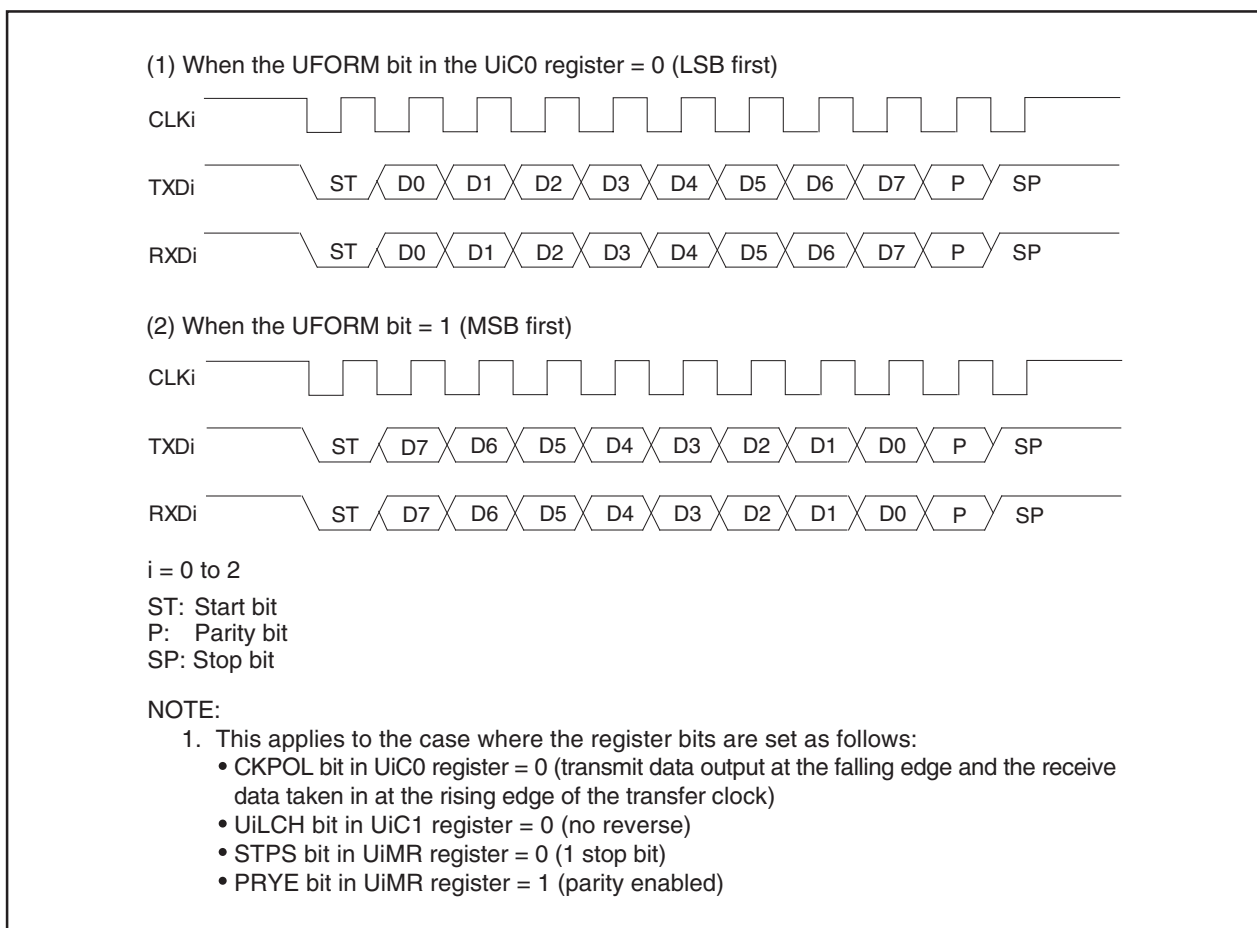 (1) When the UFORM bit in the UiC0 register = 0 (LSB first)
CLKi
TXDi ST D0 D1 D2 D3 D4 D5 D6 D7 P SP
RXDi ST D0 D1 D2 D3 D4 D5 D6 D7 P SP
(2) When the UFORM bit = 1 (MSB first)
CLKi
TXDi ST D7 D6 D5 D4 D3 D2 D1 D0 P SP
RXDi ST D7 D6 D5 D4 D3 D2 D1 D0 P SP
i = 0 to 2
ST: Start bit
P: Parity bit
SP: Stop bit
NOTE:
1. This applies to the case where the register bits are set as follows:
• CKPOL bit in UiC0 register = 0 (transmit data output at the falling edge and the receive
data taken in at the rising edge of the transfer clock)
• UiLCH bit in UiC1 register = 0 (no reverse)
• STPS bit in UiMR register = 0 (1 stop bit)
• PRYE bit in UiMR register = 1 (parity enabled)